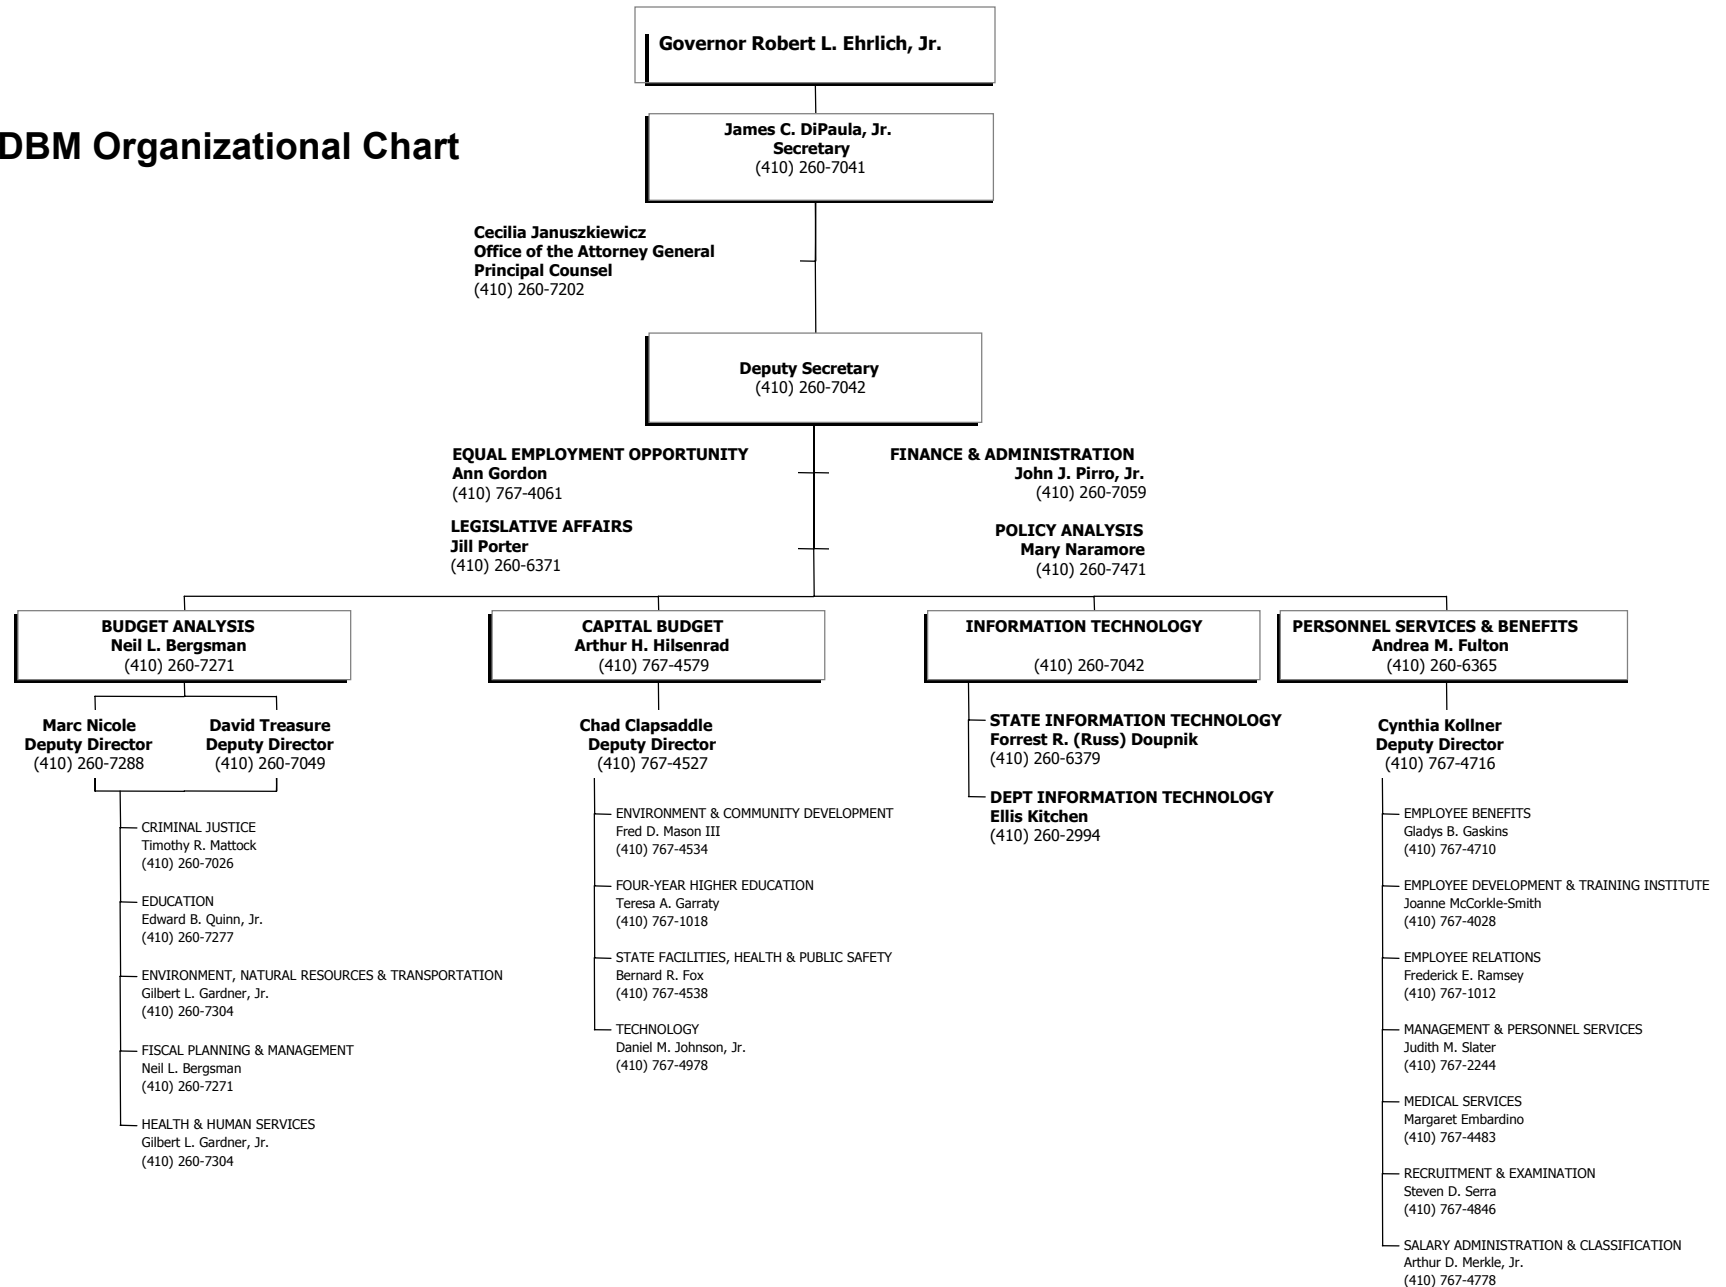 Governor Robert L. Ehrlich, Jr.
DBM Organizational Chart
James C. DiPaula, Jr.
Secretary
(410) 260-7041
Cecilia Januszkiewicz
Office of the Attorney General
Principal Counsel
(410) 260-7202
Deputy Secretary
(410) 260-7042
EQUAL EMPLOYMENT OPPORTUNITY
Ann Gordon
(410) 767-4061
FINANCE & ADMINISTRATION
John J. Pirro, Jr.
(410) 260-7059
LEGISLATIVE AFFAIRS
Jill Porter
(410) 260-6371
POLICY ANALYSIS
Mary Naramore
(410) 260-7471
BUDGET ANALYSIS
Neil L. Bergsman
(410) 260-7271
Marc Nicole
Deputy Director
(410) 260-7288
David Treasure
Deputy Director
(410) 260-7049
CRIMINAL JUSTICE
Timothy R. Mattock
(410) 260-7026
EDUCATION
Edward B. Quinn, Jr.
(410) 260-7277
ENVIRONMENT, NATURAL RESOURCES & TRANSPORTATION
Gilbert L. Gardner, Jr.
(410) 260-7304
FISCAL PLANNING & MANAGEMENT
Neil L. Bergsman
(410) 260-7271
HEALTH & HUMAN SERVICES
Gilbert L. Gardner, Jr.
(410) 260-7304
CAPITAL BUDGET
Arthur H. Hilsenrad
(410) 767-4579
Chad Clapsaddle
Deputy Director
(410) 767-4527
ENVIRONMENT & COMMUNITY DEVELOPMENT
Fred D. Mason III
(410) 767-4534
FOUR-YEAR HIGHER EDUCATION
Teresa A. Garraty
(410) 767-1018
STATE FACILITIES, HEALTH & PUBLIC SAFETY
Bernard R. Fox
(410) 767-4538
TECHNOLOGY
Daniel M. Johnson, Jr.
(410) 767-4978
INFORMATION TECHNOLOGY
(410) 260-7042
STATE INFORMATION TECHNOLOGY
Forrest R. (Russ) Doupnik
(410) 260-6379
DEPT INFORMATION TECHNOLOGY
Ellis Kitchen
(410) 260-2994
PERSONNEL SERVICES & BENEFITS
Andrea M. Fulton
(410) 260-6365
Cynthia Kollner
Deputy Director
(410) 767-4716
EMPLOYEE BENEFITS
Gladys B. Gaskins
(410) 767-4710
EMPLOYEE DEVELOPMENT & TRAINING INSTITUTE
Joanne McCorkle-Smith
(410) 767-4028
EMPLOYEE RELATIONS
Frederick E. Ramsey
(410) 767-1012
MANAGEMENT & PERSONNEL SERVICES
Judith M. Slater
(410) 767-2244
MEDICAL SERVICES
Margaret Embardino
(410) 767-4483
RECRUITMENT & EXAMINATION
Steven D. Serra
(410) 767-4846
SALARY ADMINISTRATION & CLASSIFICATION
Arthur D. Merkle, Jr.
(410) 767-4778